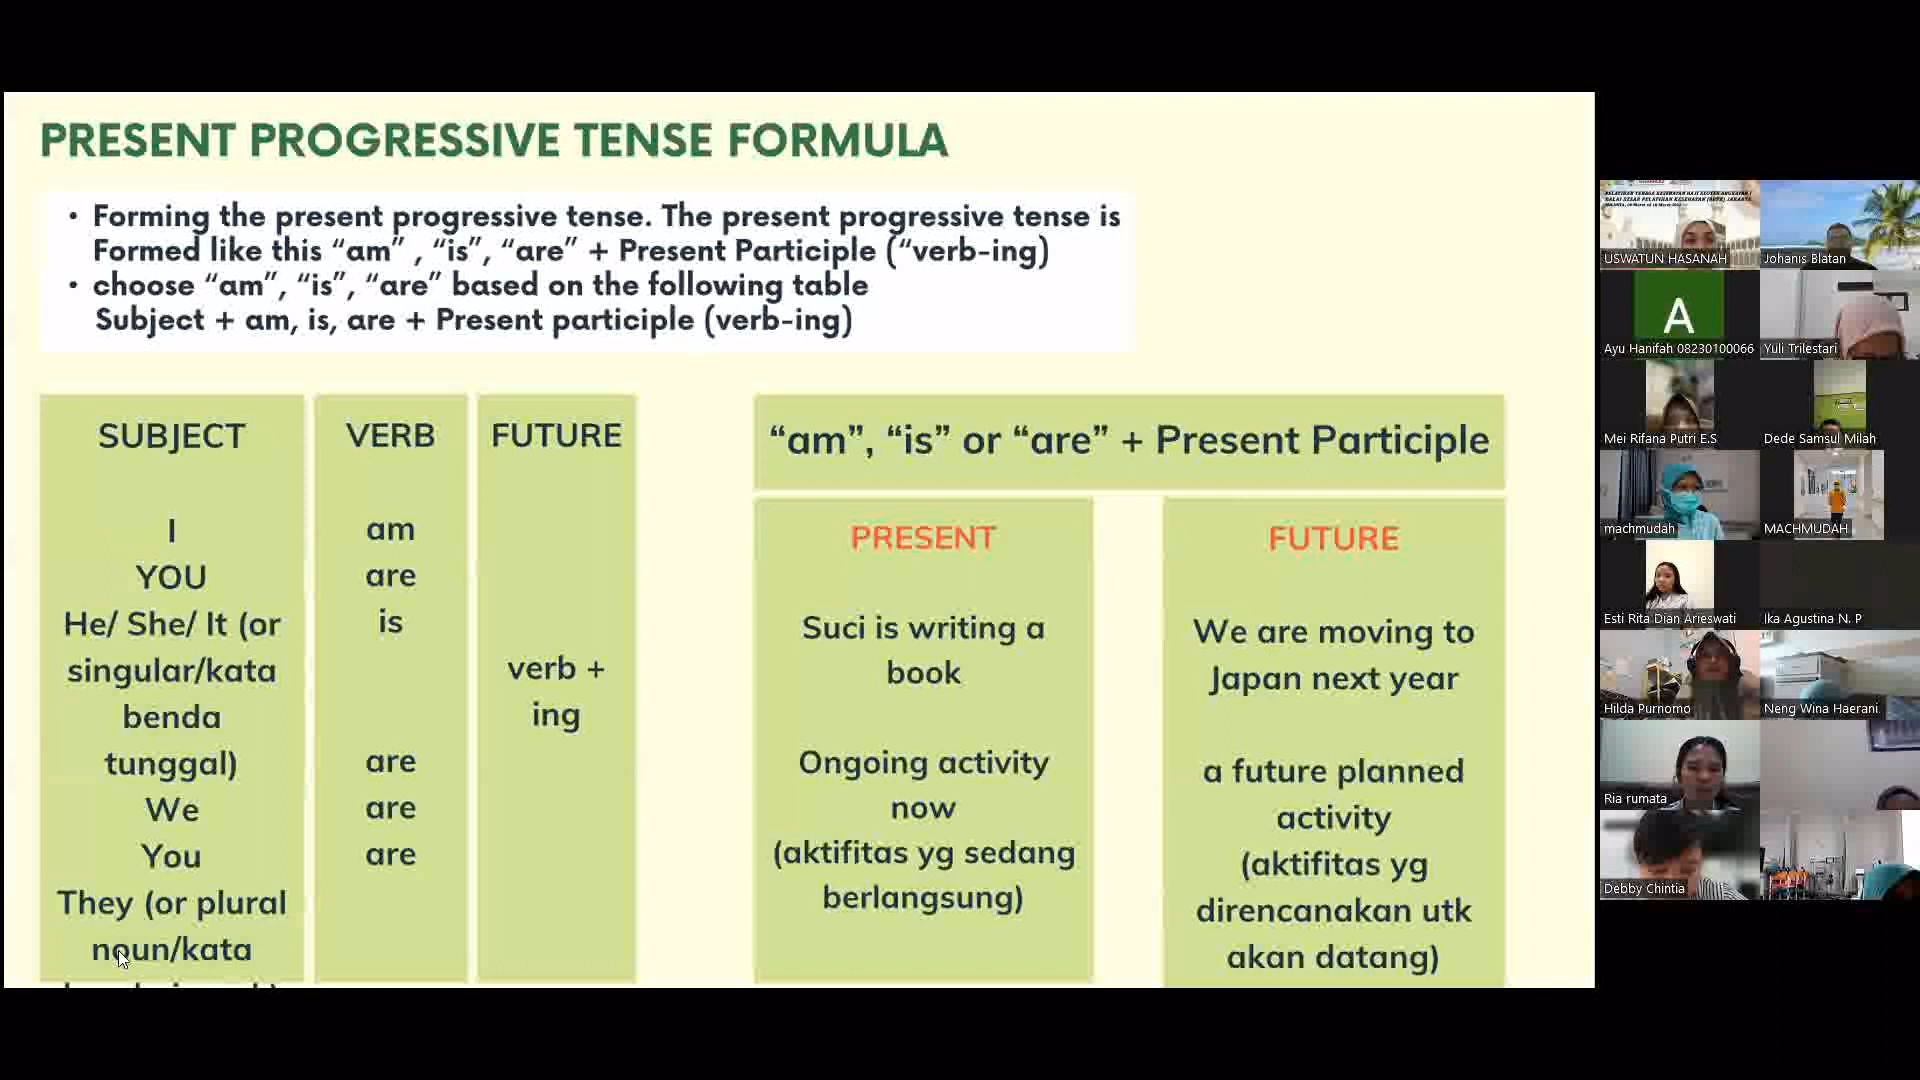 PRESENT PROGRESSIVE TENSE FORMULA
• Forming the present progressive tense. The present progressive tense is
Formed like this “am” , “is”, “are” + Present Participle (“verb-ing)
• choose “am”, “is”, “are” based on the following table
Subject + am, is, are + Present participle (verb-ing)
SUBJECT
I
YOU
He/ She/ It (or
singular/kata
benda
tunggal)
We
You
They (or plural
noun/kata
VERB
am
are
is
are
are
are
FUTURE
verb +
ing
“am”, “is” or “are” + Present Participle
PRESENT
Suci is writing a
book
Ongoing activity
now
(aktifitas yg sedang
berlangsung)
FUTURE
We are moving to
Japan next year
a future planned
activity
(aktifitas yg
direncanakan utk
akan datang)
USWATUN HASANAH
Johanis Blatan
A
Ayu Hanifah 08230100066
Yuli Trilestari
Mei Rifana Putri E.S
Dede Samsul Milah
machmudah
MACHMUDAH
Esti Rita Dian Arieswati
Ika Agustina N. P
Hilda Purnomo
Neng Wina Haerani.
Ria rumata
Debby Chintia